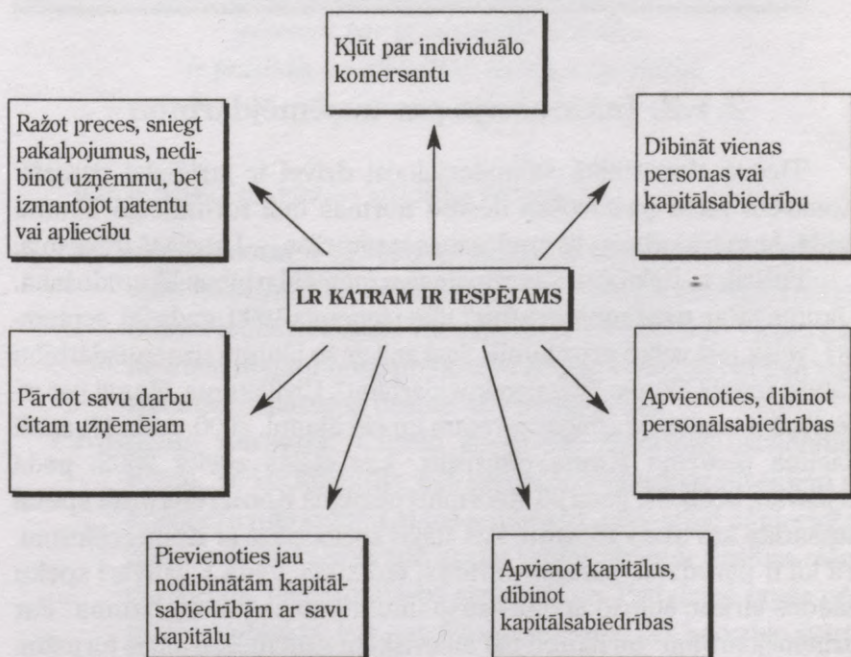 Kļūt par individuālo
komersantu
Ražot preces, sniegt
pakalpojumus, nedi-
binot uzņēmmu, bet
izmantojot patentu
vai apliecību
Dibināt vienas
personas vai
kapitālsabiedrību
LR KATRAM IR IESPĒJAMS
Pārdot savu darbu
citam uzņēmējam
Apvienoties, dibinot
personālsabiedrības
Pievienoties jau
nodibinātām kapitāl-
sabiedrībām ar savu
kapitālu
Apvienot kapitālus,
dibinot
kapitālsabiedrības